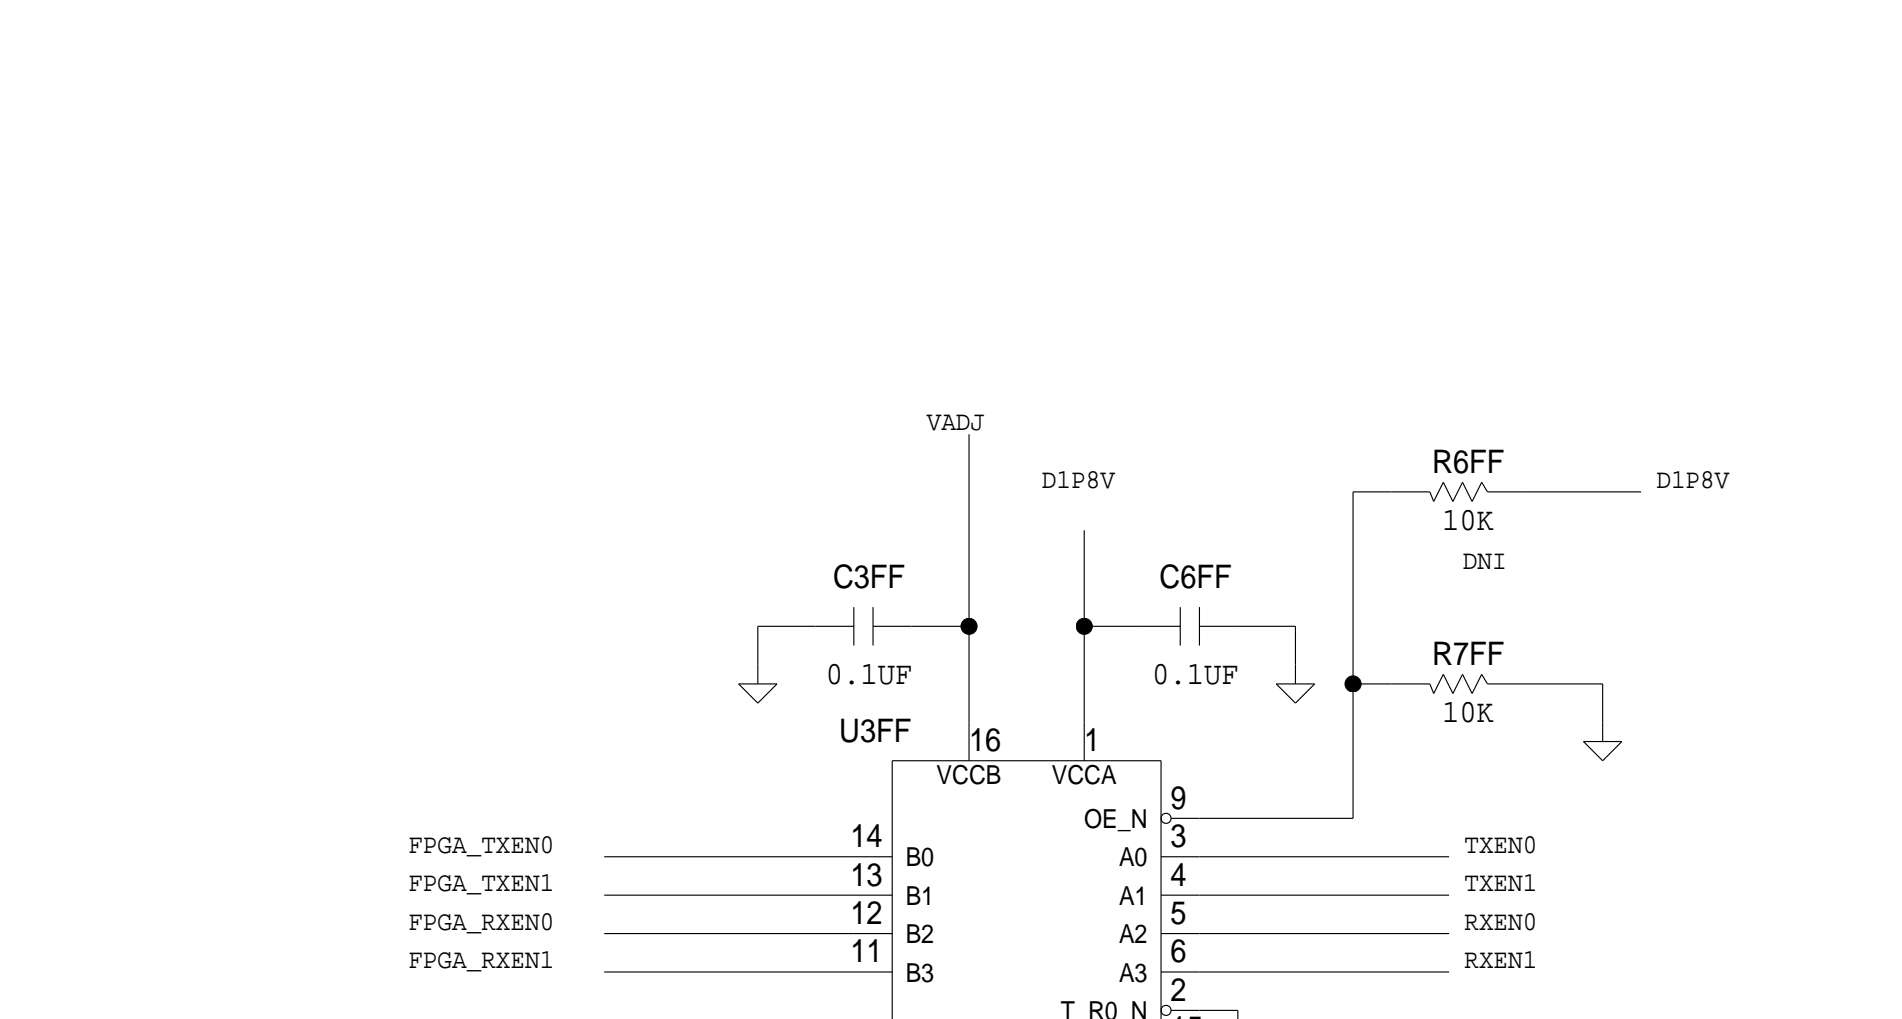 VADJ
D1P8V
R6FF
D1P8V
10K
DNI
C3FF
C6FF
0.1UF
0.1UF
R7FF
10K
U3FF
16
1
VCCB
VCCA
9
OE_N
FPGA_TXEN0
14
B0
A0
3
TXEN0
FPGA_TXEN1
13
B1
A1
4
TXEN1
FPGA_RXEN0
12
B2
A2
5
RXEN0
FPGA_RXEN1
11
B3
A3
6
RXEN1
2
T_R0_N